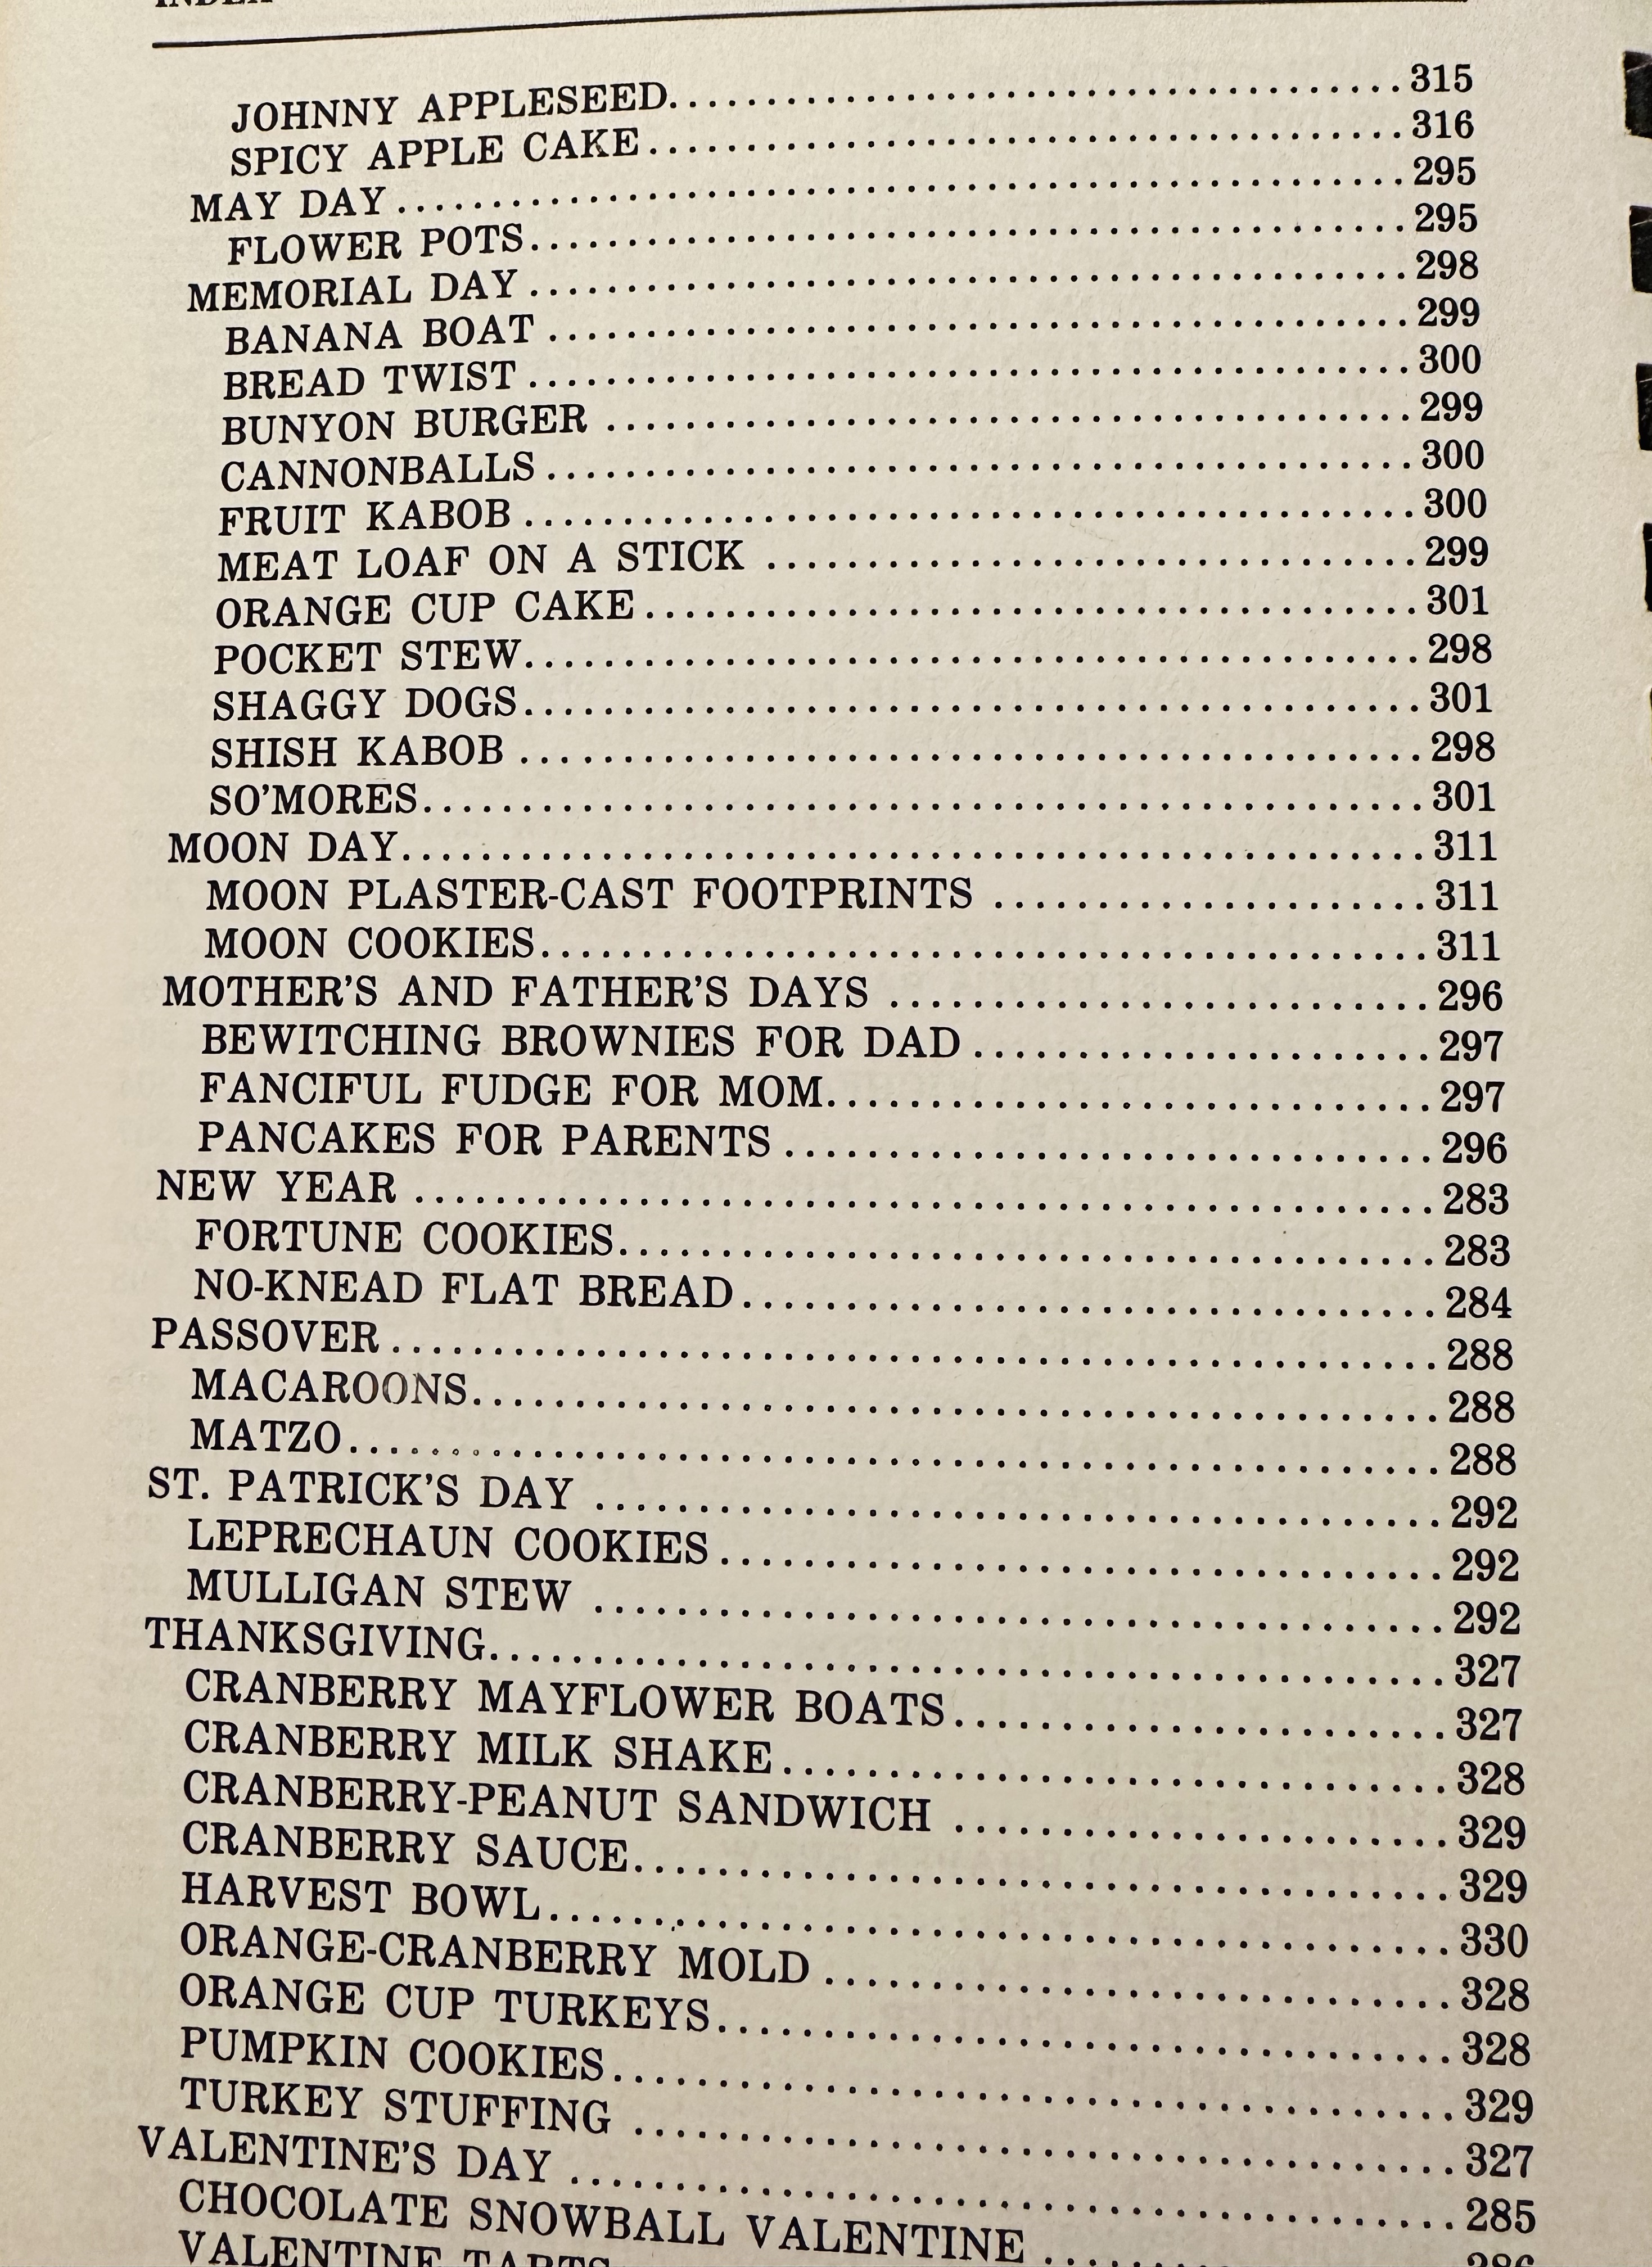 INDEX
JOHNNY APPLESEED........................................315
SPICY APPLE CAKE........................................316
MAY DAY........................................295
FLOWER POTS........................................295
MEMORIAL DAY........................................298
BANANA BOAT........................................299
BREAD TWIST........................................300
BUNYON BURGER........................................299
CANNONBALLS........................................300
FRUIT KABOB........................................300
MEAT LOAF ON A STICK........................................299
ORANGE CUP CAKE........................................301
POCKET STEW........................................298
SHAGGY DOGS........................................301
SHISH KABOB........................................298
SO'MORES........................................301
MOON DAY........................................311
MOON PLASTER-CAST FOOTPRINTS........................................311
MOON COOKIES........................................311
MOTHER'S AND FATHER'S DAYS........................................296
BEWITCHING BROWNIES FOR DAD........................................297
FANCIFUL FUDGE FOR MOM........................................297
PANCAKES FOR PARENTS........................................296
NEW YEAR........................................283
FORTUNE COOKIES........................................283
NO-KNEAD FLAT BREAD........................................284
PASSOVER........................................288
MACAROONS........................................288
MATZO........................................288
ST. PATRICK'S DAY........................................292
LEPRECHAUN COOKIES........................................292
MULLIGAN STEW........................................292
THANKSGIVING........................................327
CRANBERRY MAYFLOWER BOATS........................................327
CRANBERRY MILK SHAKE........................................328
CRANBERRY-PEANUT SANDWICH........................................329
CRANBERRY SAUCE........................................329
HARVEST BOWL........................................330
ORANGE-CRANBERRY MOLD........................................328
ORANGE CUP TURKEYS........................................328
PUMPKIN COOKIES........................................329
TURKEY STUFFING........................................327
VALENTINE'S DAY........................................285
CHOCOLATE SNOWBALL VALENTINE........................................286
VALENTINE TARTS